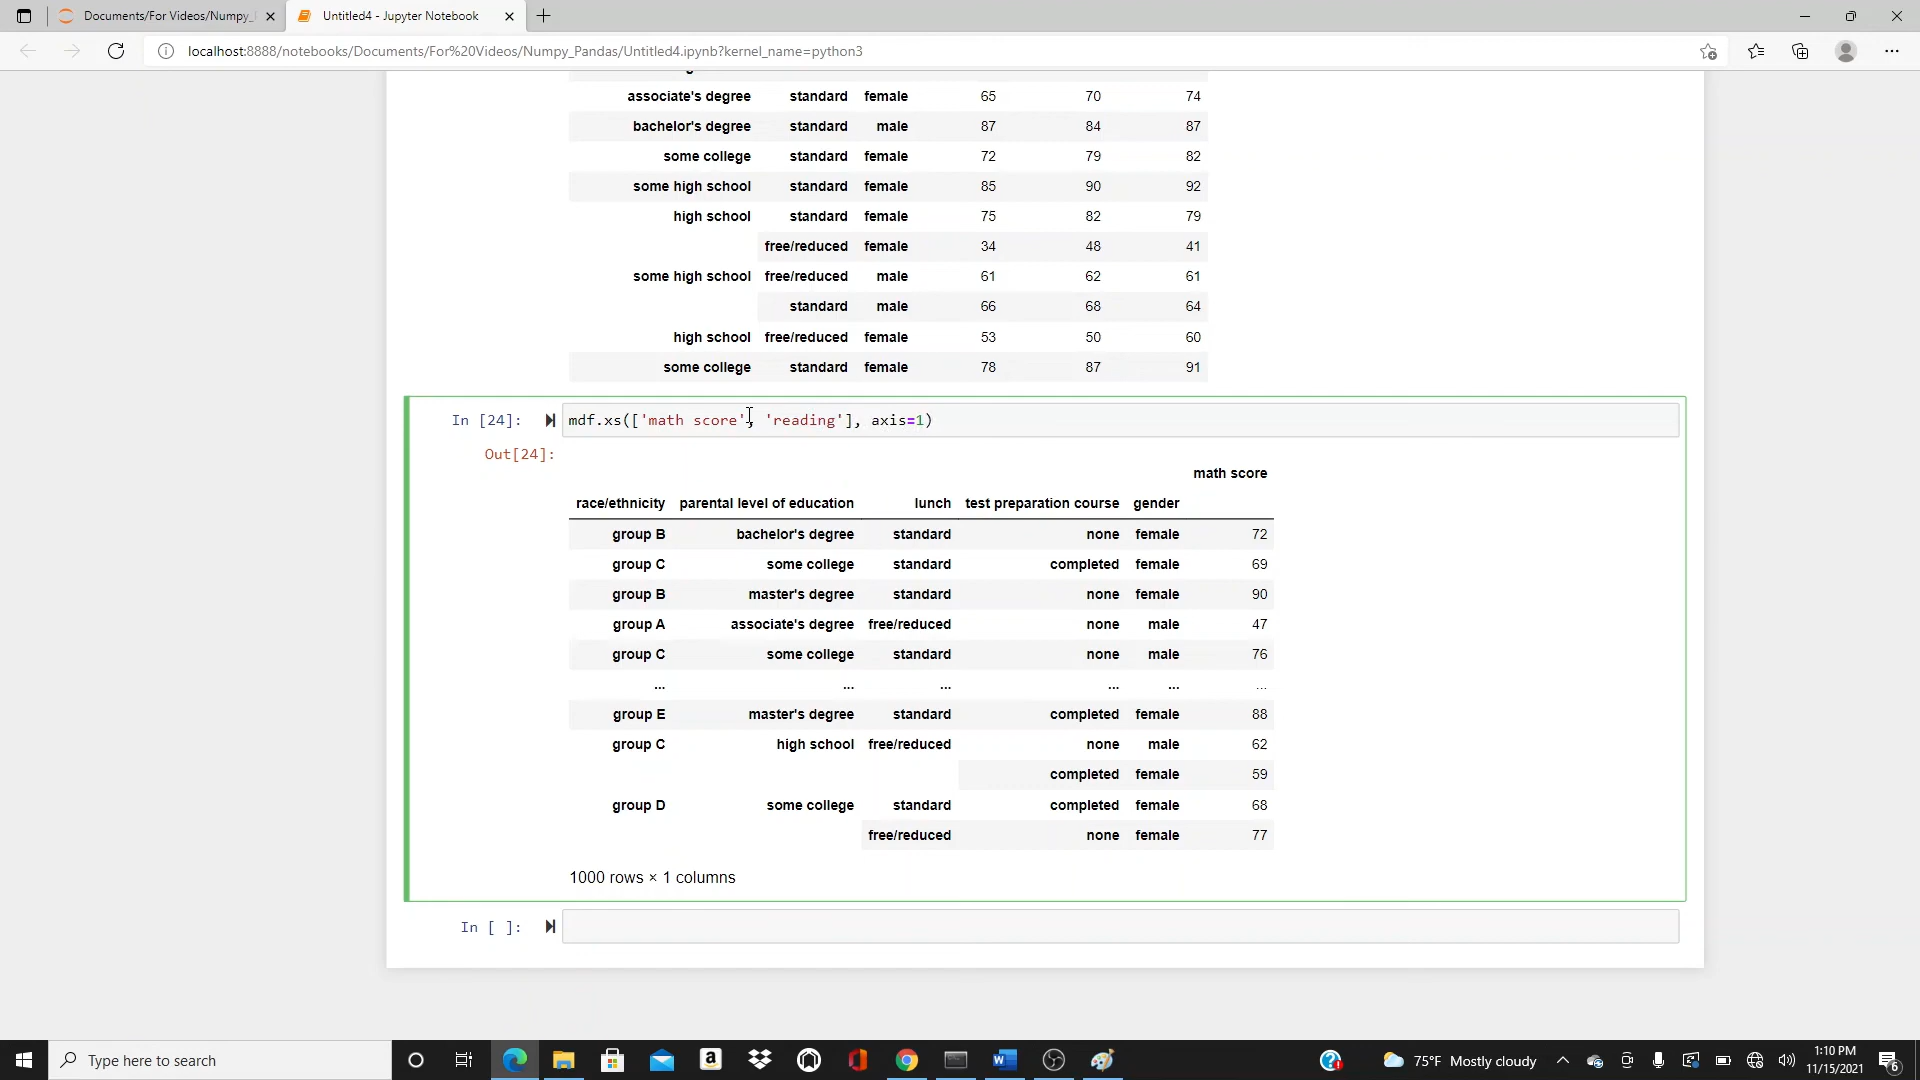 Documents/For Videos/Numpy_
Untitled4 - Jupyter Notebook
localhost:8888/notebooks/Documents/For%20Videos/Numpy_Pandas/Untitled4.ipynb?kernel_name=python3
associate's degree standard female 65 70 74
bachelor's degree standard male 87 84 87
some college standard female 72 79 82
some high school standard female 85 90 92
high school standard female 75 82 79
free/reduced female 34 48 41
some high school free/reduced male 61 62 61
standard male 66 68 64
high school free/reduced female 53 50 60
some college standard female 78 87 91
In [24]: mdf.xs(['math score', 'reading'], axis=1)
Out[24]:
math score
race/ethnicity parental level of education lunch test preparation course gender
group B bachelor's degree standard none female 72
group C some college standard completed female 69
group B master's degree standard none female 90
group A associate's degree free/reduced none male 47
group C some college standard none male 76
... ... ... ... ... ...
group E master's degree standard completed female 88
group C high school free/reduced none male 62
completed female 59
group D some college standard completed female 68
free/reduced none female 77
1000 rows × 1 columns
In [ ]:
Type here to search
75°F Mostly cloudy
1:10 PM
11/15/2021
6